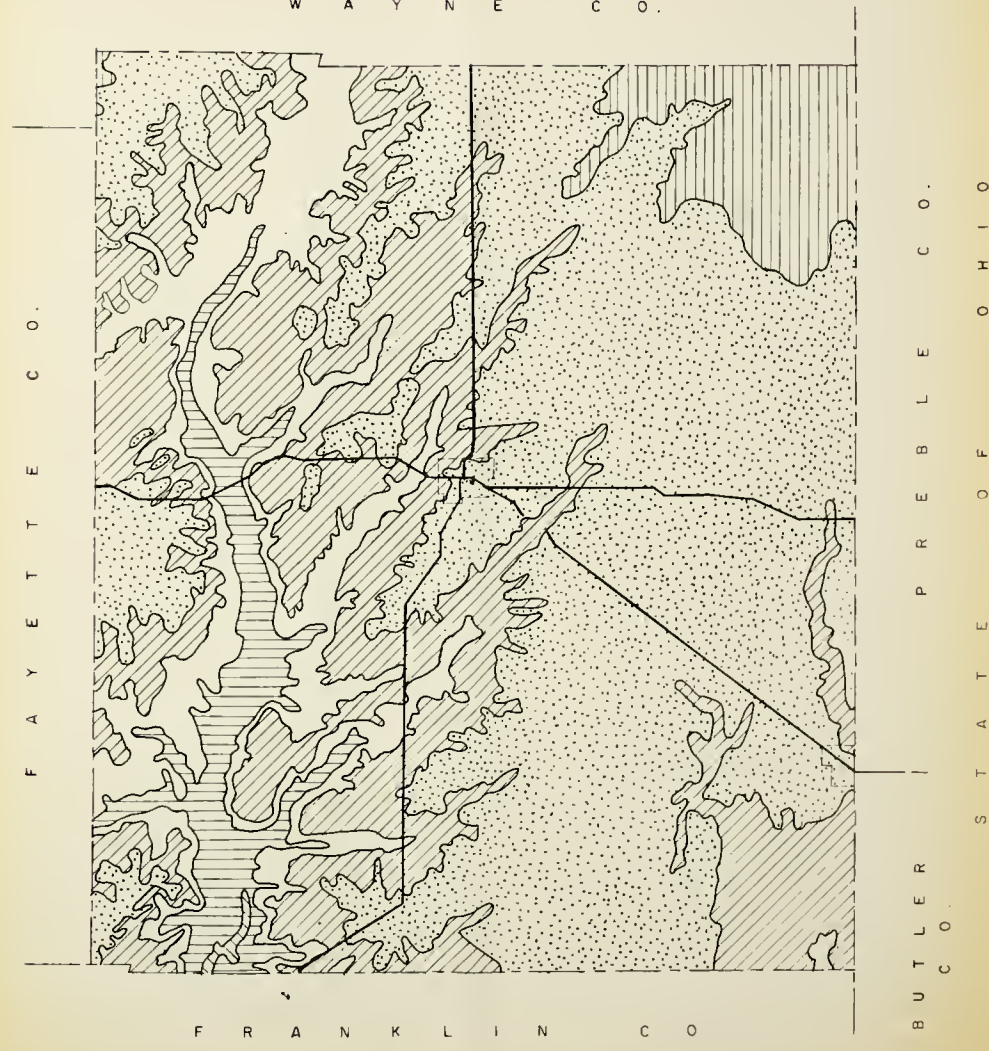 WAYNE CO.
FAYETTE CO.
PREBLE CO.
STATE OF OHIO
BUTLER
CO.
FRANKLIN CO